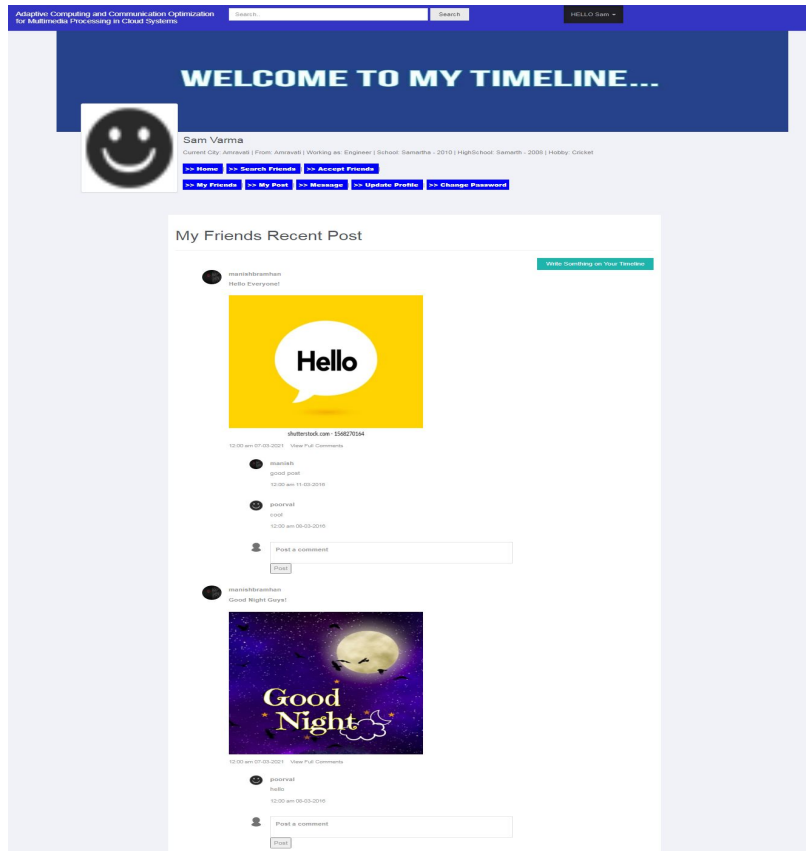 Adaptive Computing and Communication Optimization
for Multimedia Processing in Cloud Systems
Search.. Search HELLO Sam
WELCOME TO MY TIMELINE...
Sam Varma
Current City: Amravati | From: Amravati | Working as: Engineer | School: Samartha - 2010 | HighSchool: Samarth - 2008 | Hobby: Cricket
>> Home >> Search Friends >> Accept Friends
>> My Friends >> My Post >> Message >> Update Profile >> Change Password
My Friends Recent Post
Write Somthing on Your Timeline
manishbramhan
Hello Everyone!
Hello
shutterstock.com · 1568270164
12:00 am 07-03-2021 View Full Comments
manish
good post
12:00 am 11-03-2016
poorval
cool
12:00 am 09-03-2016
Post a comment
Post
manishbramhan
Good Night Guys!
Good
Night
12:00 am 07-03-2021 View Full Comments
poorval
hello
12:00 am 09-03-2016
Post a comment
Post